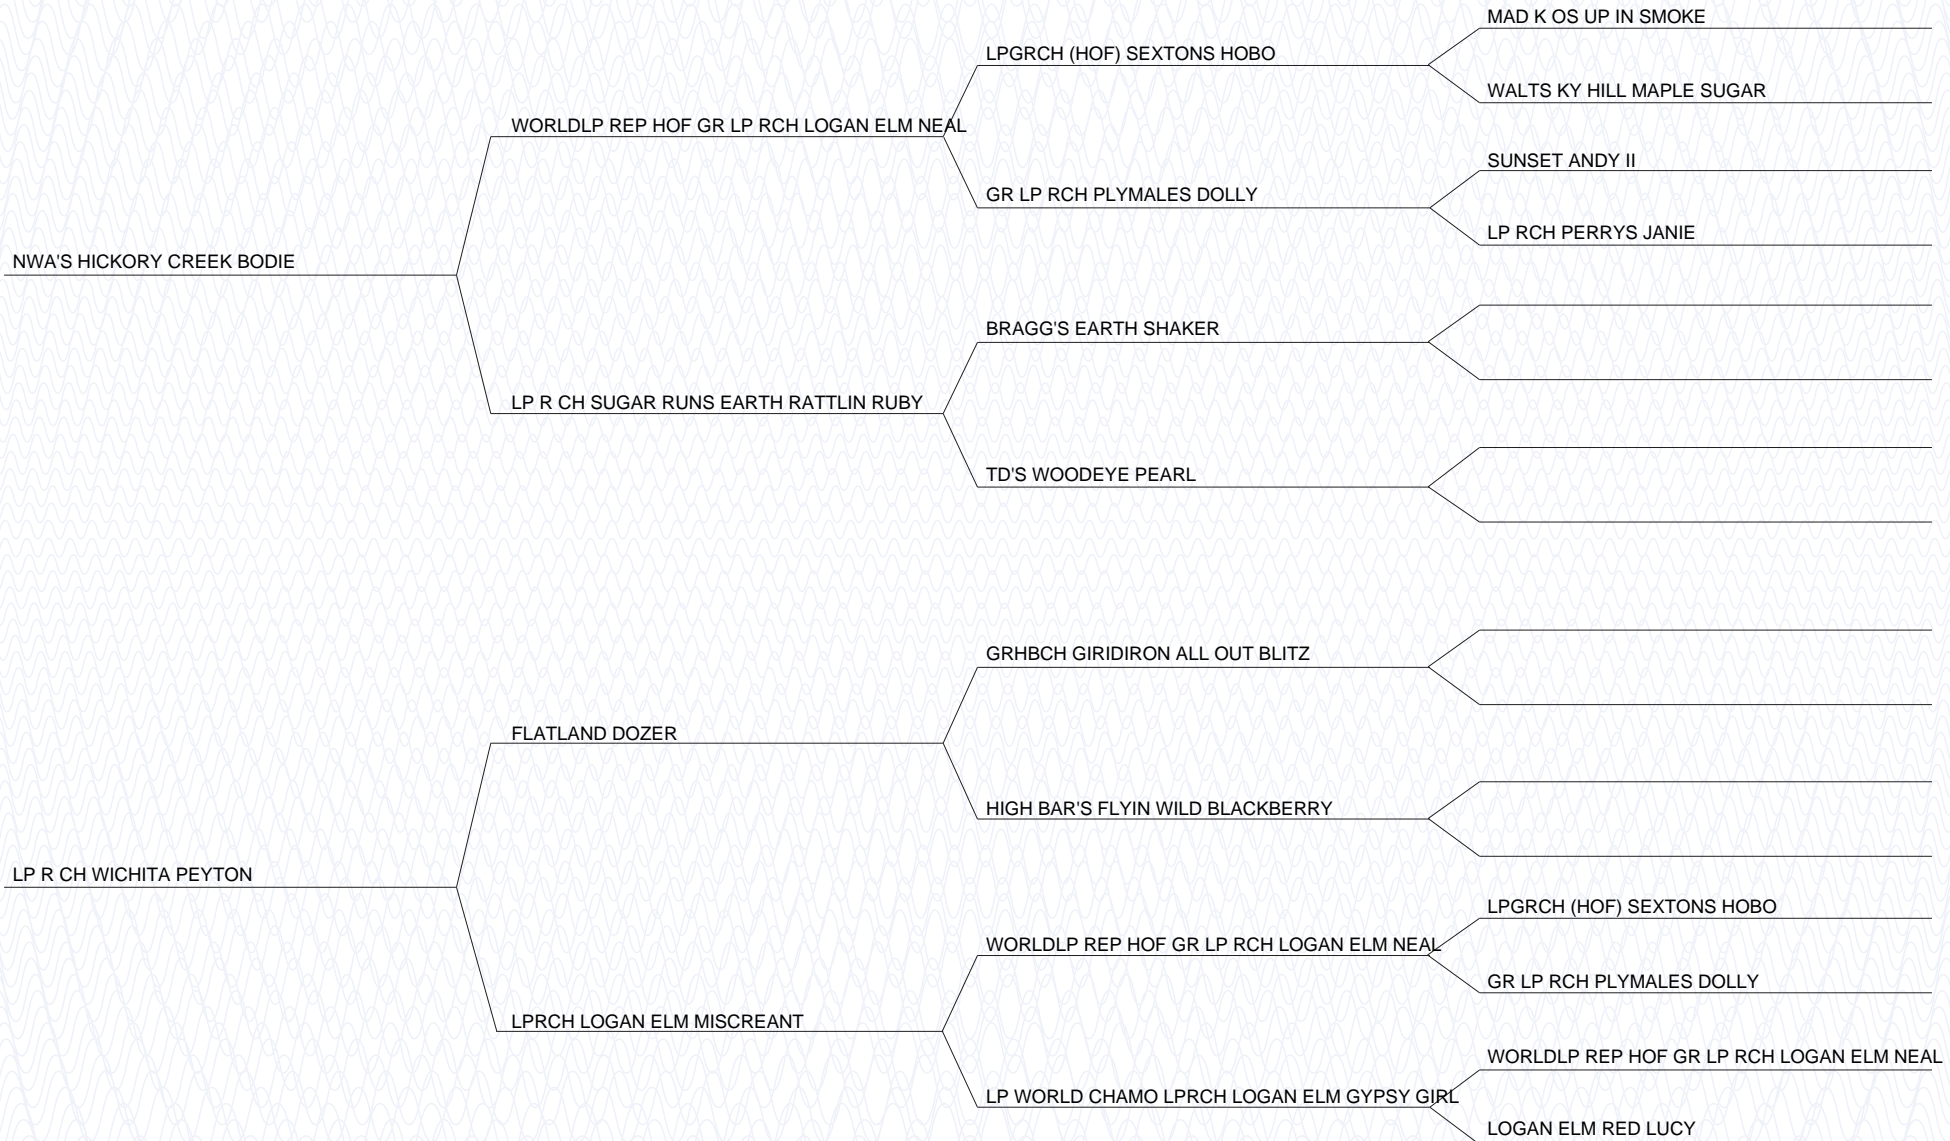 MAD K OS UP IN SMOKE
LPGRCH (HOF) SEXTONS HOBO
WALTS KY HILL MAPLE SUGAR
WORLDLP REP HOF GR LP RCH LOGAN ELM NEAL
SUNSET ANDY II
GR LP RCH PLYMALES DOLLY
LP RCH PERRYS JANIE
NWA'S HICKORY CREEK BODIE
BRAGG'S EARTH SHAKER
LP R CH SUGAR RUNS EARTH RATTLIN RUBY
TD'S WOODEYE PEARL
GRHBCH GIRIDIRON ALL OUT BLITZ
FLATLAND DOZER
HIGH BAR'S FLYIN WILD BLACKBERRY
LP R CH WICHITA PEYTON
LPGRCH (HOF) SEXTONS HOBO
WORLDLP REP HOF GR LP RCH LOGAN ELM NEAL
GR LP RCH PLYMALES DOLLY
LPRCH LOGAN ELM MISCREANT
WORLDLP REP HOF GR LP RCH LOGAN ELM NEAL
LP WORLD CHAMO LPRCH LOGAN ELM GYPSY GIRL
LOGAN ELM RED LUCY